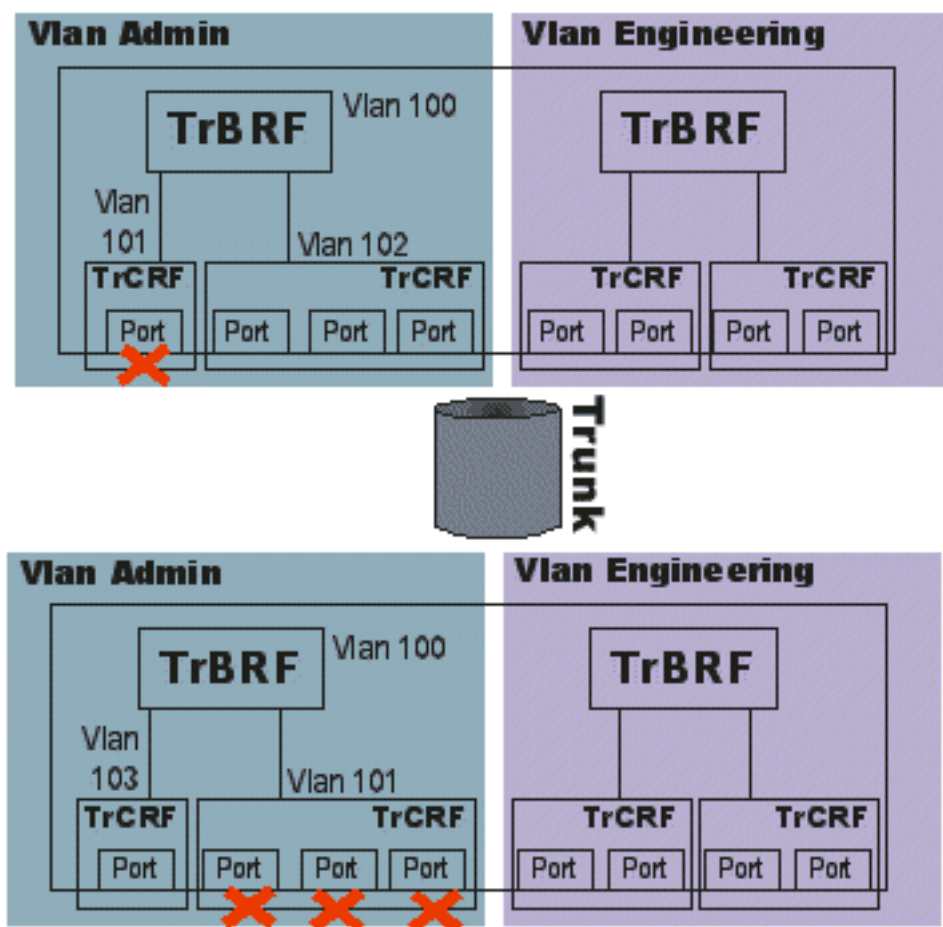 Vlan Admin
Vlan Engineering
TrBRF
Vlan 100
TrBRF
Vlan
101
Vlan 102
TrCRF
TrCRF
TrCRF
TrCRF
Port
Port
Port
Port
Port
Port
Port
Port
Trunk
Vlan Admin
Vlan Engineering
TrBRF
Vlan 100
TrBRF
Vlan
103
Vlan 101
TrCRF
TrCRF
TrCRF
TrCRF
Port
Port
Port
Port
Port
Port
Port
Port